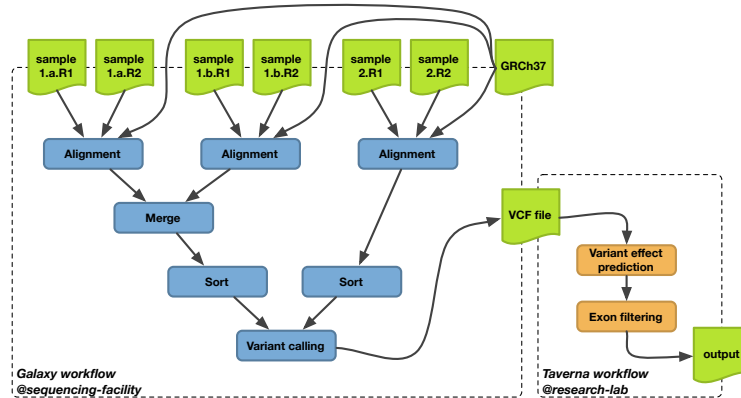 sample
1.a.R1
sample
1.a.R2
sample
1.b.R1
sample
1.b.R2
sample
2.R1
sample
2.R2
GRCh37
Alignment
Alignment
Alignment
Merge
VCF file
Variant effect
prediction
Sort
Sort
Exon filtering
Variant calling
output
Galaxy workflow
@sequencing-facility
Taverna workflow
@research-lab